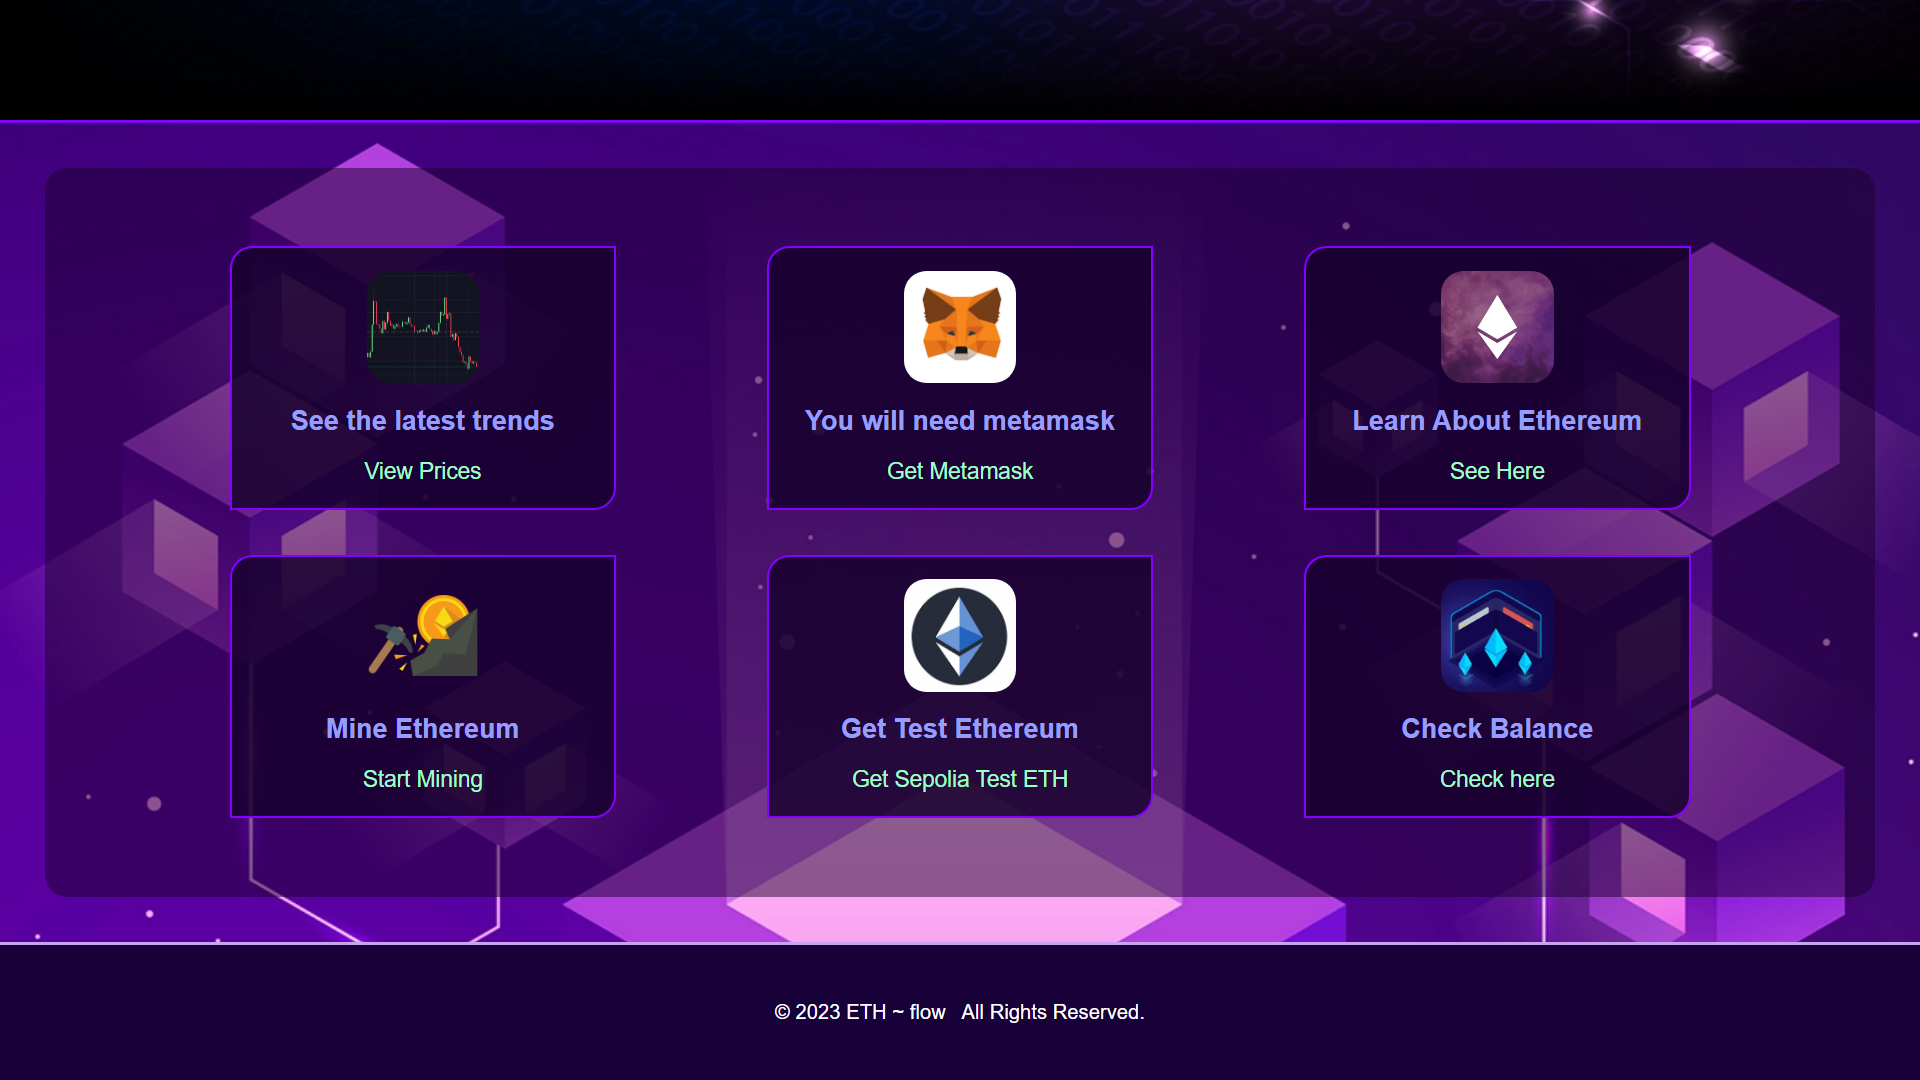 See the latest trends
View Prices
You will need metamask
Get Metamask
Learn About Ethereum
See Here
Mine Ethereum
Start Mining
Get Test Ethereum
Get Sepolia Test ETH
Check Balance
Check here
© 2023 ETH ~ flow   All Rights Reserved.